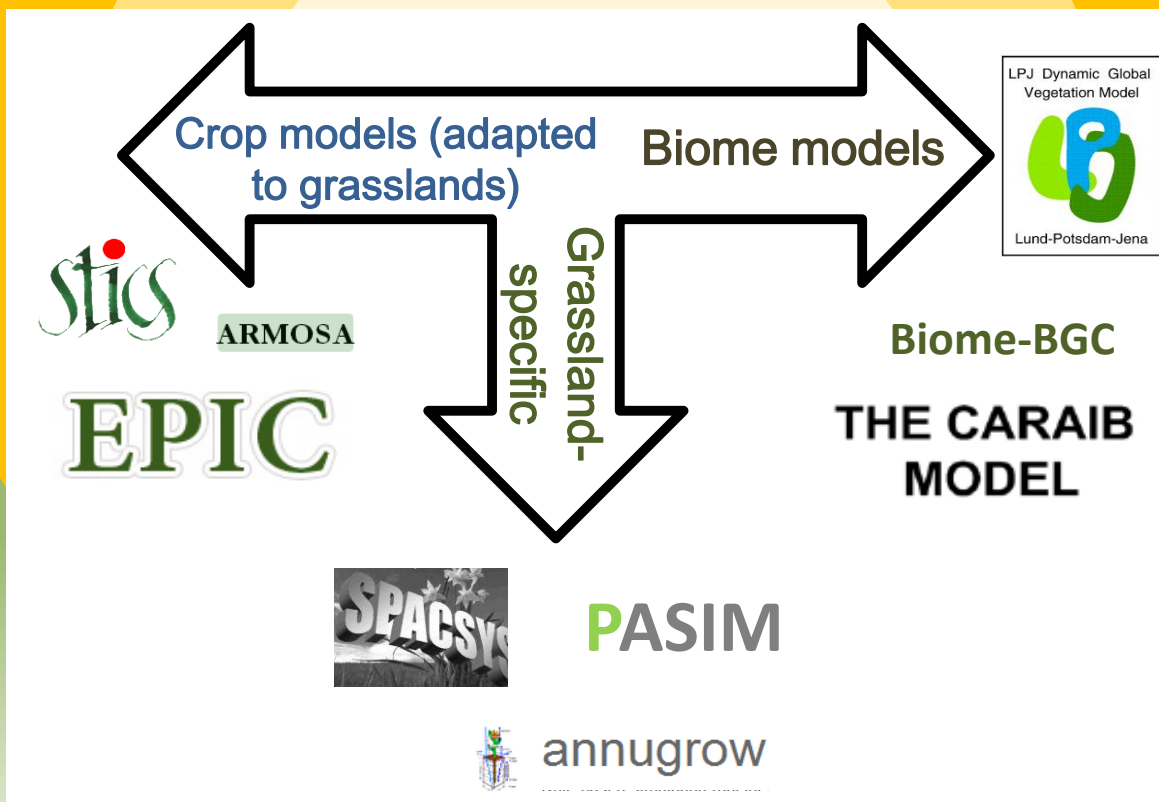 LPJ Dynamic Global
Vegetation Model
Crop models (adapted
to grasslands)
Biome models
LPJ
Lund-Potsdam-Jena
Grassland-
specific
stics
ARMOSA
EPIC
Biome-BGC
THE CARAIB
MODEL
SPACSYS
PASIM
annugrow